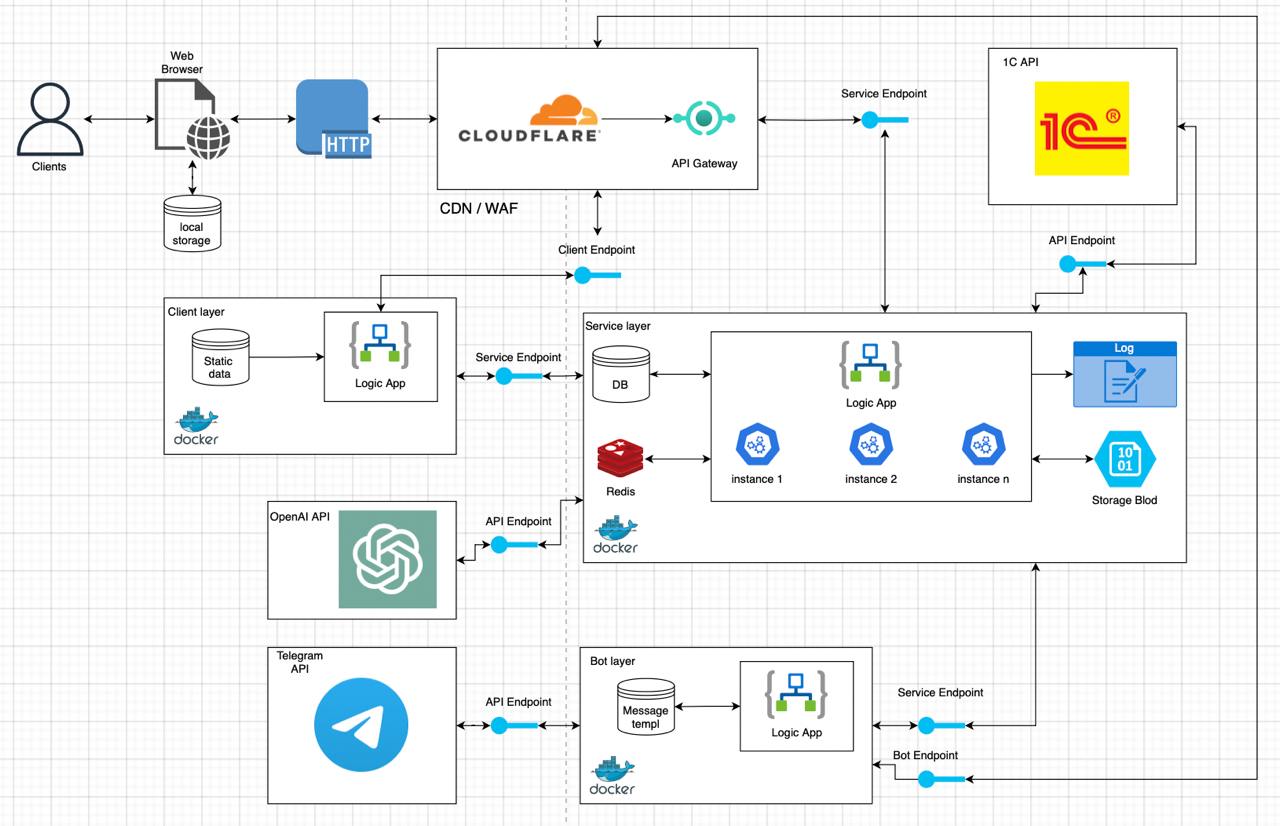 Web
Browser
Clients
HTTP
local
storage
CLOUDFLARE
API Gateway
CDN / WAF
Service Endpoint
1C API
1C ®
API Endpoint
Client Endpoint
Client layer
Static
data
Logic App
docker
Service Endpoint
Service layer
DB
Redis
docker
Logic App
instance 1
instance 2
instance n
Log
10
01
Storage Blod
OpenAI API
API Endpoint
Telegram
API
API Endpoint
Bot layer
Message
templ
Logic App
docker
Service Endpoint
Bot Endpoint